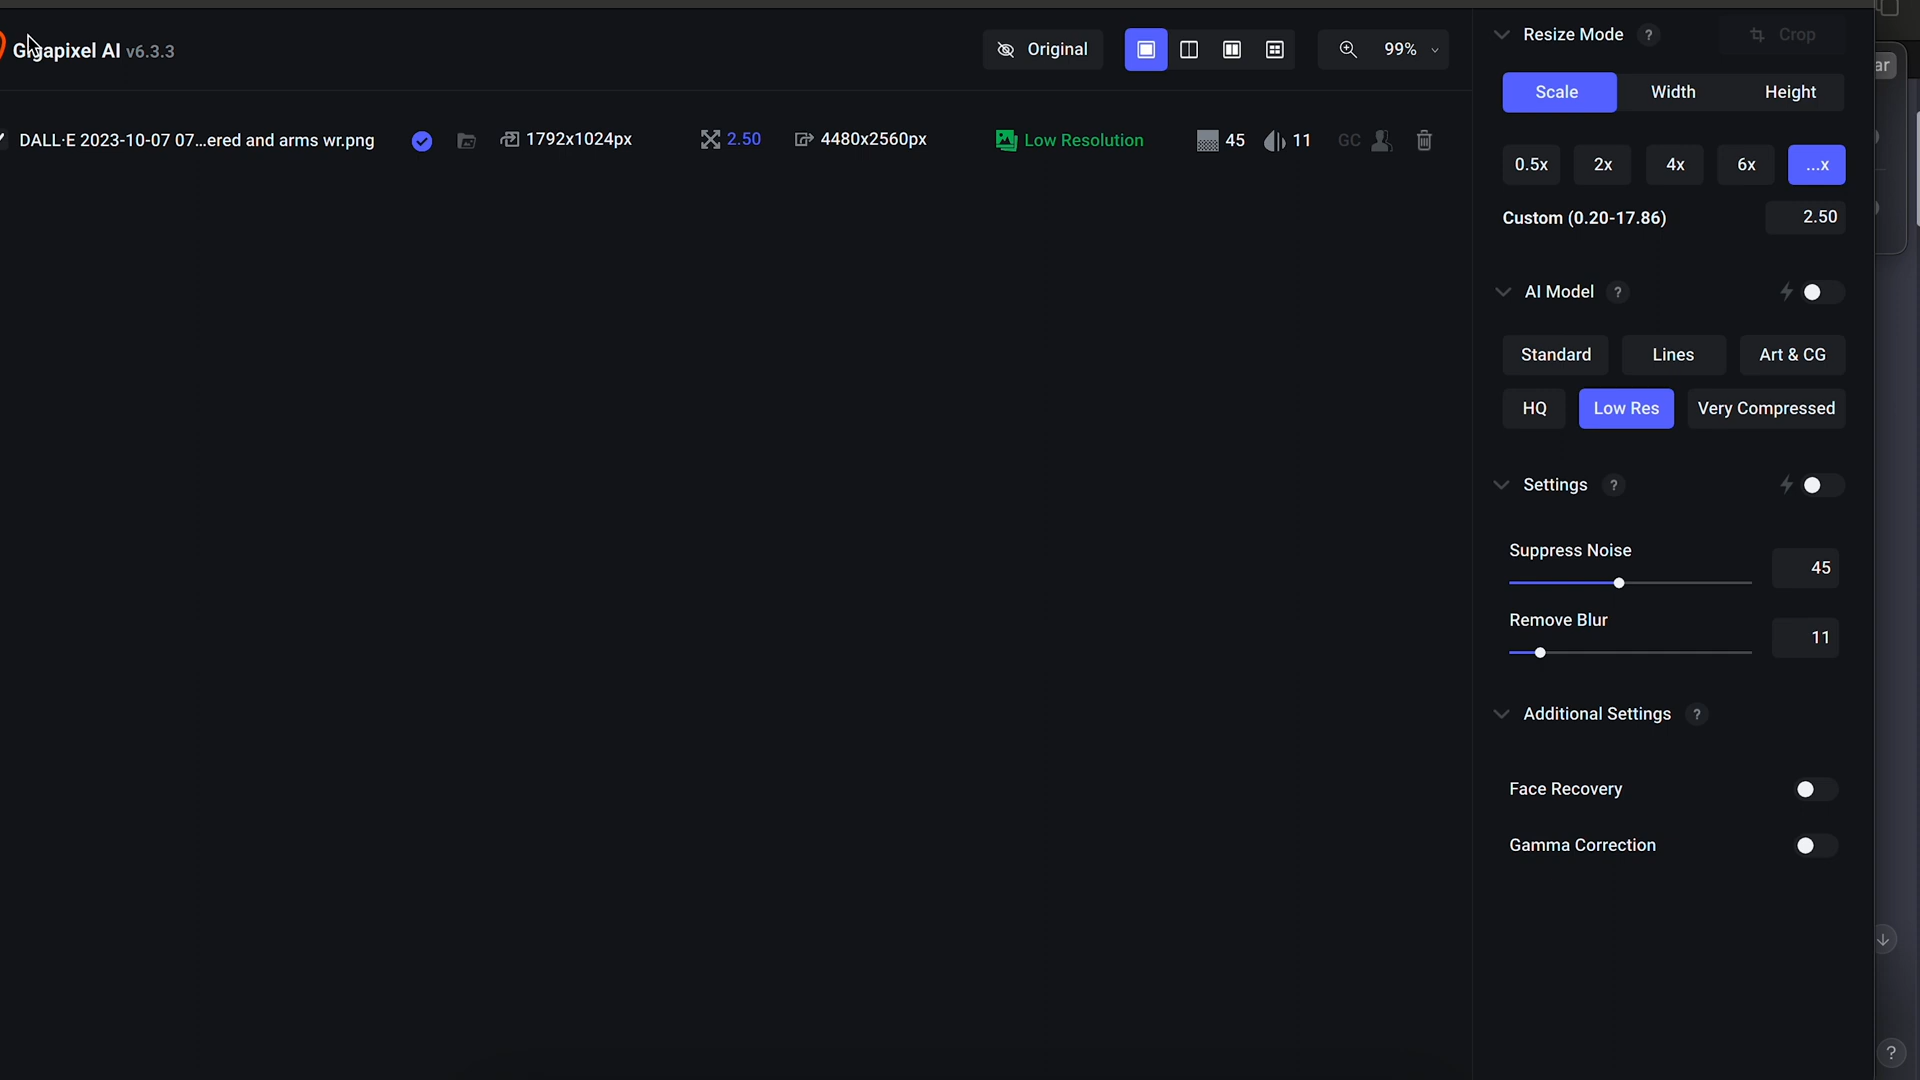 Gigapixel AI v6.3.3
Original
99%
DALL·E 2023-10-07 07...ered and arms wr.png
1792x1024px
2.50
4480x2560px
Low Resolution
45
11
GC
Resize Mode ?
Crop
Scale
Width
Height
0.5x
2x
4x
6x
...x
Custom (0.20-17.86)
2.50
AI Model ?
Standard
Lines
Art & CG
HQ
Low Res
Very Compressed
Settings ?
Suppress Noise
45
Remove Blur
11
Additional Settings ?
Face Recovery
Gamma Correction
ar
?